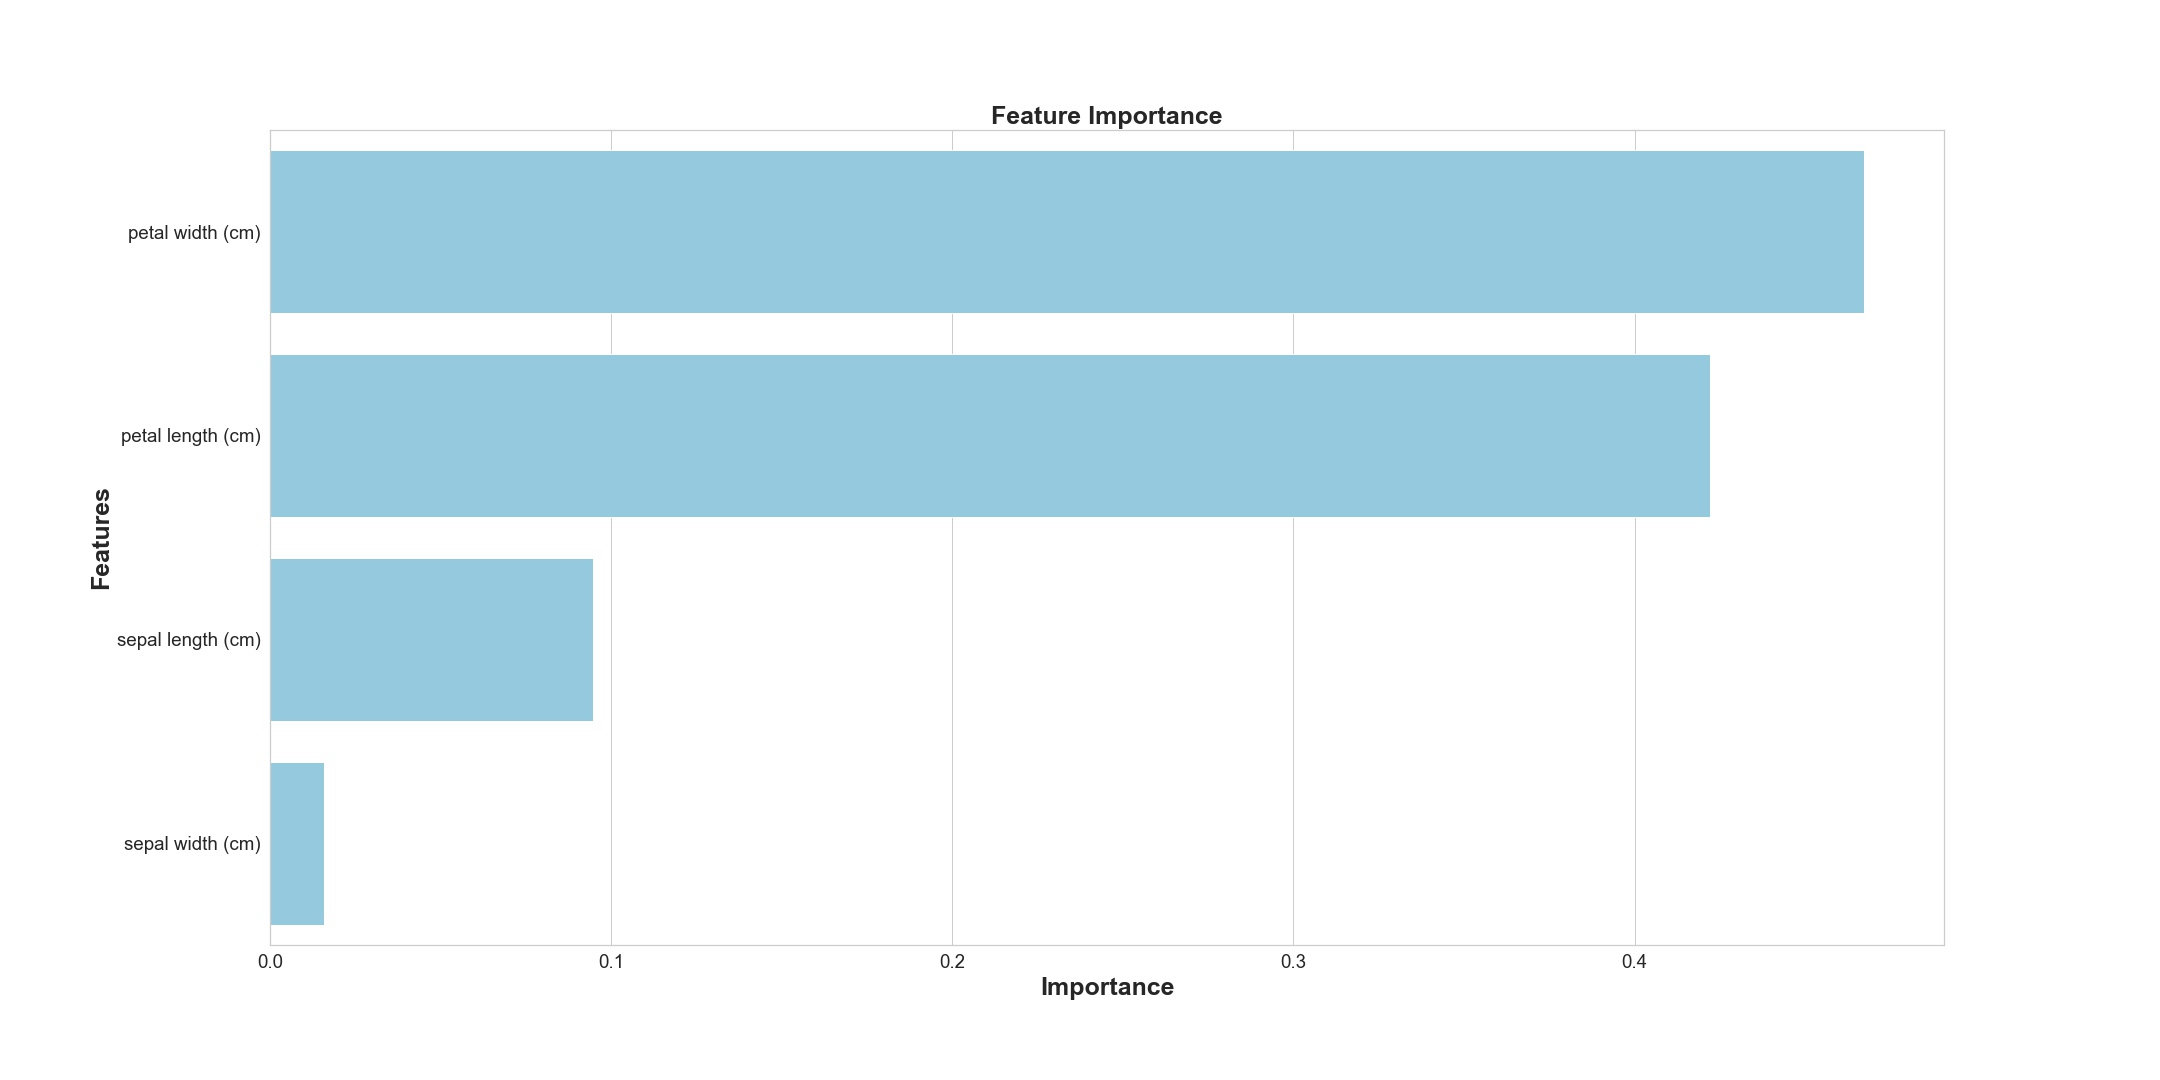 Feature Importance
petal width (cm)
petal length (cm)
Features
sepal length (cm)
sepal width (cm)
0.0 0.1 0.2 0.3 0.4
Importance